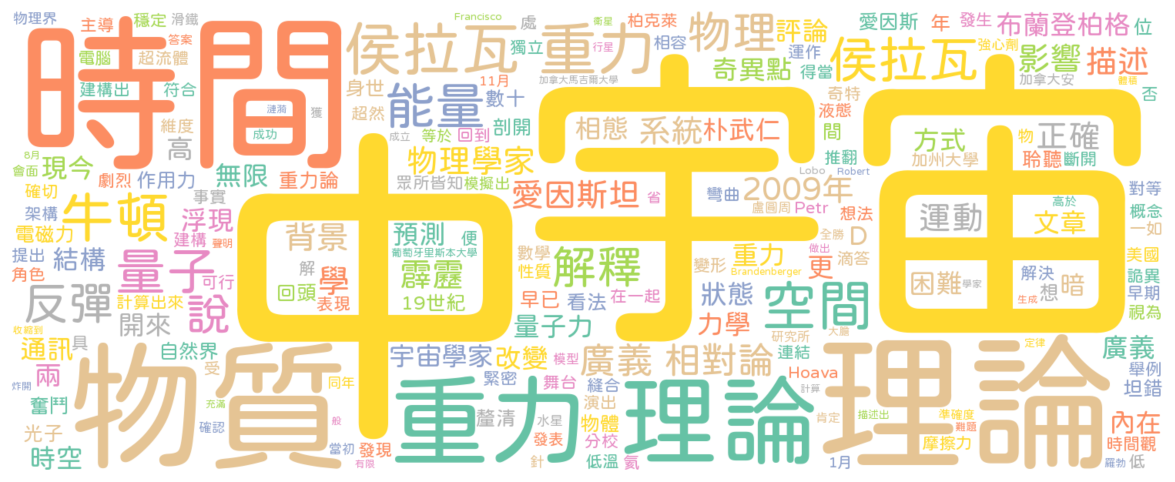 物理界
主導
穩定
滑鐵
Francisco
處
柏克萊
愛因斯
年
發生
布蘭登柏格
位
時間
電腦
答案
超流體
侯拉瓦
重力
獨立
衛星
行星
相容
物理
評論
運作
得當
侯拉瓦
強心劑
影響
描述
建構出
符合
身世
11月
加拿大馬吉爾大學
奇異點
加拿大安
否
維度
漣漪
獲
超然
能量
數十
奇特
液態
成功
高
成立
等於
回到
剖開
相態
系統
朴武仁
間
方式
物
正確
8月
會面
現今
劇烈
作用力
無限
重力論
眾所皆知
模擬出
物理學家
推翻
加州大學
聆聽
斷開
確切
事實
愛因斯坦
省
彎曲
Lobo
Robert
2009年
高於
對等
架構
牛頓
浮現
中
宇宙
盧圓周
Petr
想法
運動
文章
概念
一如
電磁力
建構
聲明
背景
預測
便
葡萄牙里斯本大學
數學
全勝
滴答
D
提出
結構
量子
解
霹靂
性質
解釋
重力
做出
變形
Brandenberger
更
美國
角色
可行
學
回頭
表現
19世紀
困難
學家
解決
想
暗
詭異
早期
反彈
計算出來
說
早已
看法
在一起
狀態
空間
生成
視為
收縮到
開來
量子力
力學
研究所
大膽
通訊
具
自然界
宇宙學家
改變
模型
廣義
相對論
連結
定律
廣義
兩
受
緊密
舞台
縫合
Hoava
計算
舉例
炸開
同年
坦錯
奮鬥
充滿
物質
重力
理論
理論
釐清
水星
演出
物體
肯定
描述出
準確度
難題
內在
光子
確認
般
當初
發現
發表
分校
摩擦力
時間觀
時空
有限
針
低溫
氦
1月
羅勃
低